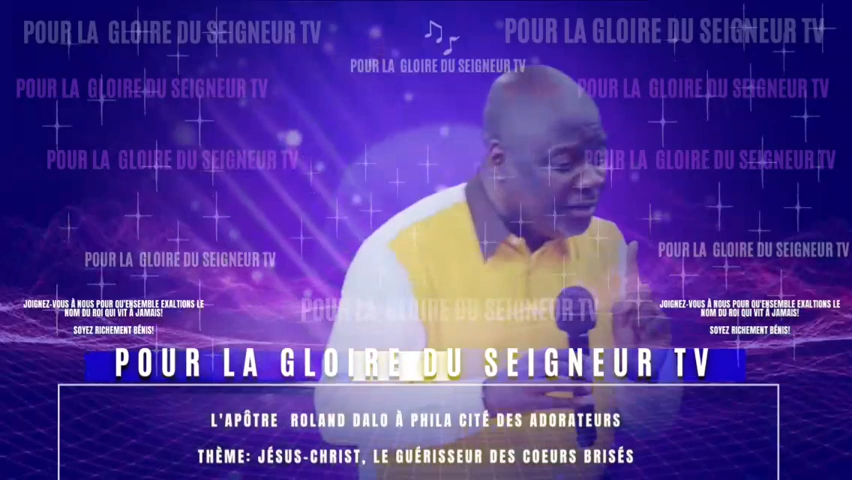 POUR LA GLOIRE DU SEIGNEUR TV
POUR LA GLOIRE DU SEIGNEUR TV
POUR LA GLOIRE DU SEIGNEUR TV
POUR LA GLOIRE DU SEIGNEUR TV
POUR LA GLOIRE DU SEIGNEUR TV
POUR LA GLOIRE DU SEIGNEUR TV
POUR LA GLOIRE DU SEIGNEUR TV
POUR LA GLOIRE DU SEIGNEUR TV
POUR LA GLOIRE DU SEIGNEUR TV
POUR LA GLOIRE DU SEIGNEUR TV
JOIGNEZ-VOUS À NOUS POUR QU'ENSEMBLE EXALTIONS LE
NOM DU ROI QUI VIT À JAMAIS!
SOYEZ RICHEMENT BÉNIS!
JOIGNEZ-VOUS À NOUS POUR QU'ENSEMBLE EXALTIONS LE
NOM DU ROI QUI VIT À JAMAIS!
SOYEZ RICHEMENT BÉNIS!
POUR LA GLOIRE DU SEIGNEUR TV
L'APÔTRE ROLAND DALO À PHILA CITÉ DES ADORATEURS
THÈME: JÉSUS-CHRIST, LE GUÉRISSEUR DES COEURS BRISÉS